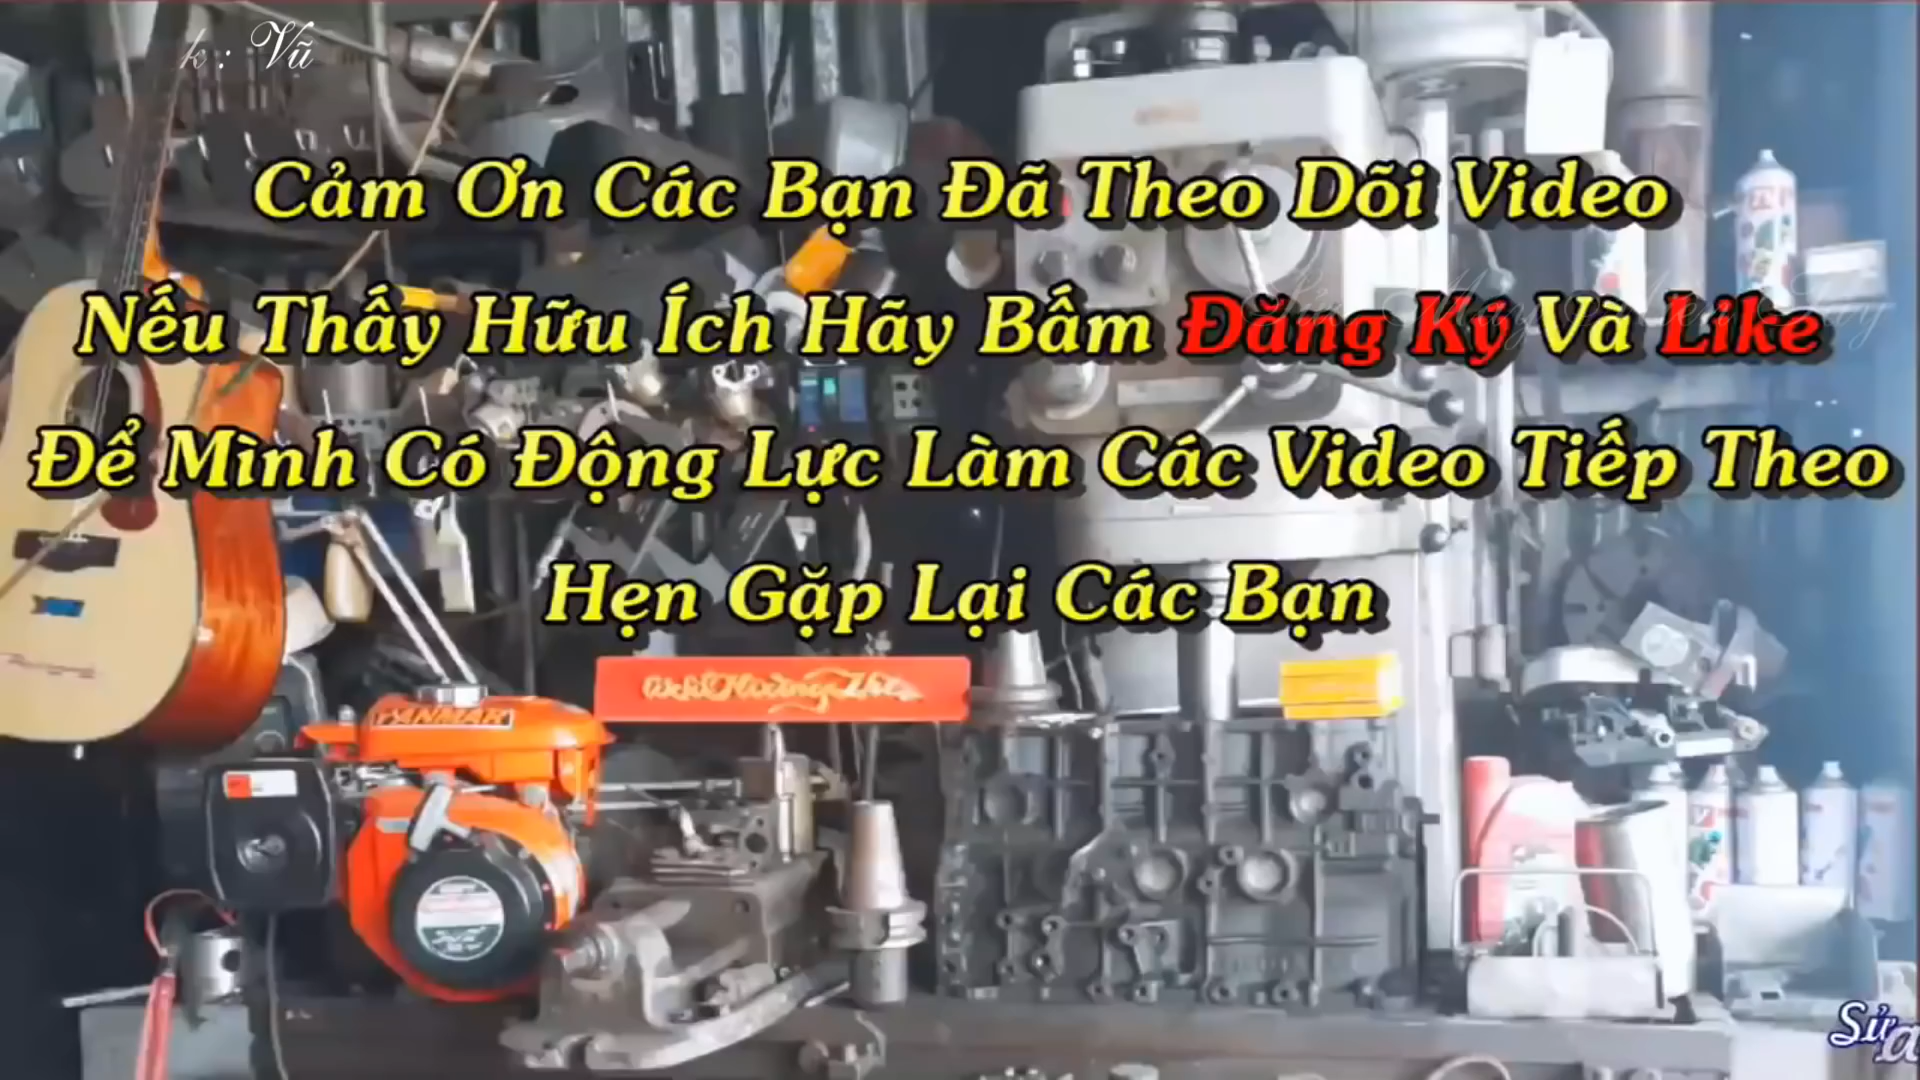 k : Vũ
Cảm Ơn Các Bạn Đã Theo Dõi Video
Nếu Thấy Hữu Ích Hãy Bấm Đăng Ký Và Like
Để Mình Có Động Lực Làm Các Video Tiếp Theo
Hẹn Gặp Lại Các Bạn
YANMAR
Sửa